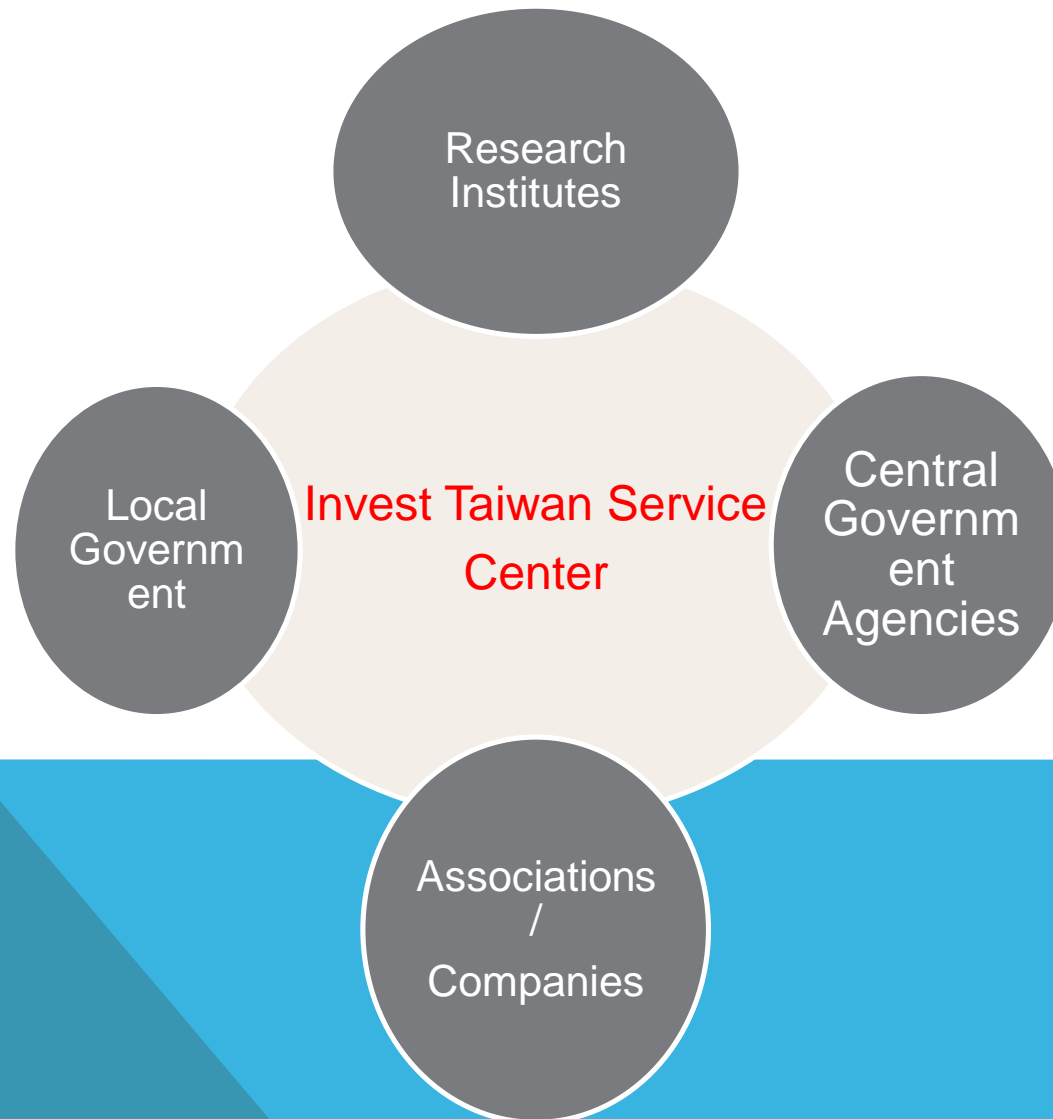 Research
Institutes
Local
Governm
ent
Invest Taiwan Service
Center
Central
Governm
ent
Agencies
Associations
/
Companies